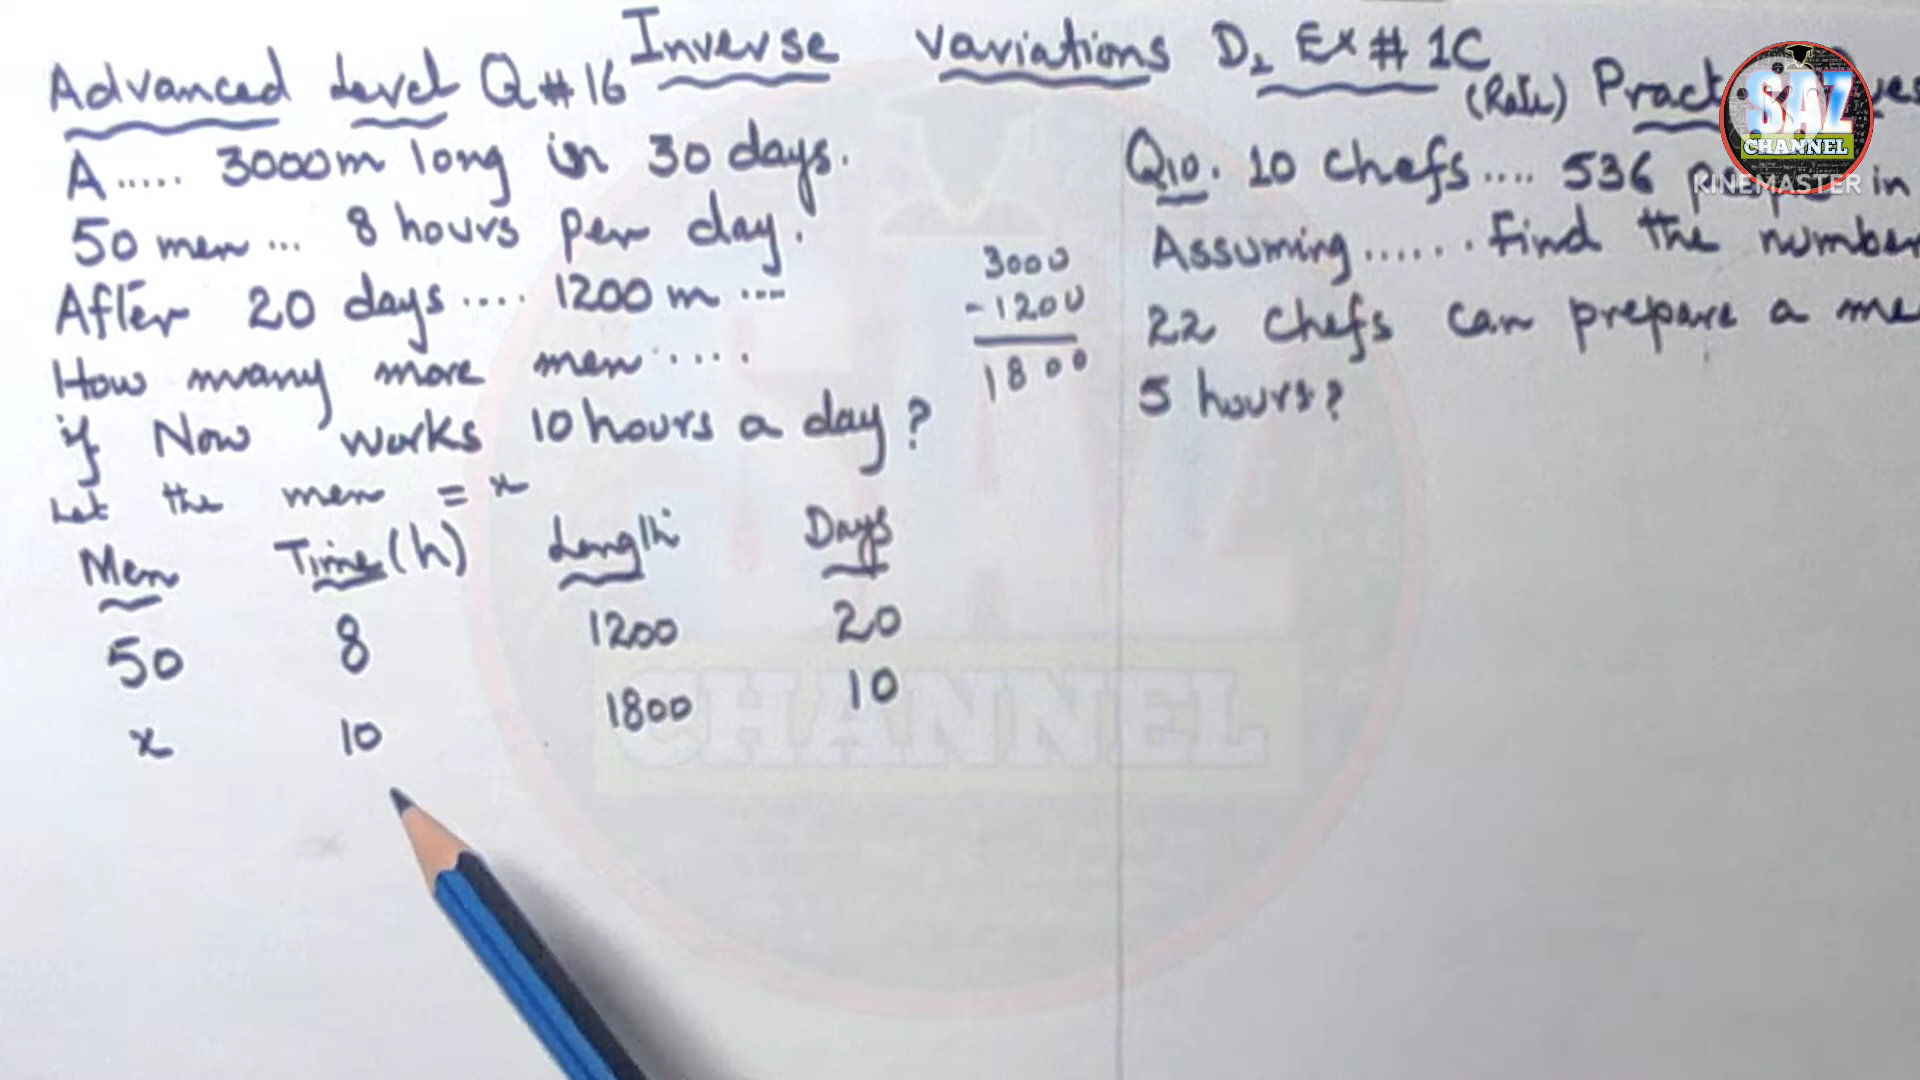 Inverse variations D2 Ex # 1C
Advanced Level Q # 16
A ..... 3000m long in 30 days.
50 men ... 8 hours per day.
After 20 days .... 1200 m ...
How many more men ....
if Now works 10 hours a day ?
Let the men = x
Men Time (h) Length Days
50 8 1200 20
x 10 1800 10
3000
- 1200
1800
(Rate)
Q10. 10 chefs .... 536 in
Assuming ...... find the number
22 chefs can prepare a me
5 hours?
SAZ
CHANNEL
KINEMASTER
SAZ
CHANNEL